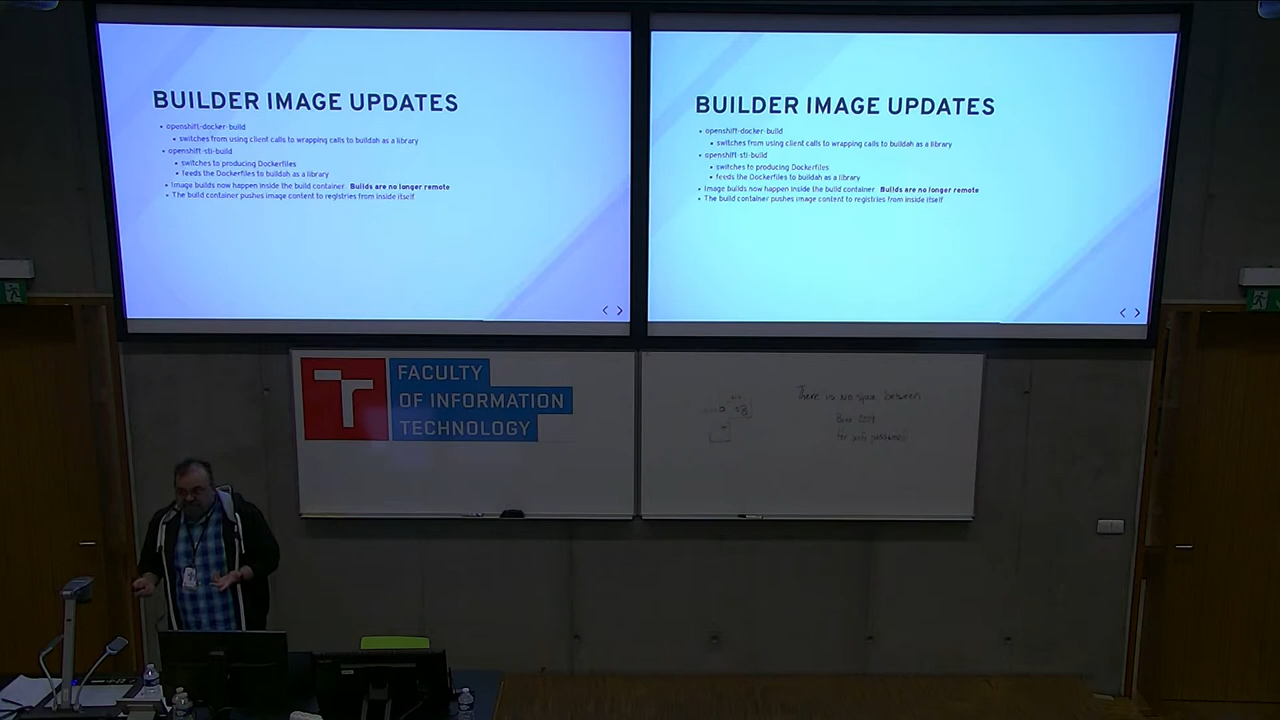 BUILDER IMAGE UPDATES
openshift-docker-build
switches from using client calls to wrapping calls to buildah as a library
openshift-sti-build
switches to producing Dockerfiles
feeds the Dockerfiles to buildah as a library
Image builds now happen inside the build container. Builds are no longer remote
The build container pushes image content to registries from inside itself
BUILDER IMAGE UPDATES
openshift-docker-build
switches from using client calls to wrapping calls to buildah as a library
openshift-sti-build
switches to producing Dockerfiles
feeds the Dockerfiles to buildah as a library
Image builds now happen inside the build container. Builds are no longer remote
The build container pushes image content to registries from inside itself
FACULTY
OF INFORMATION
TECHNOLOGY
There is no space between
for